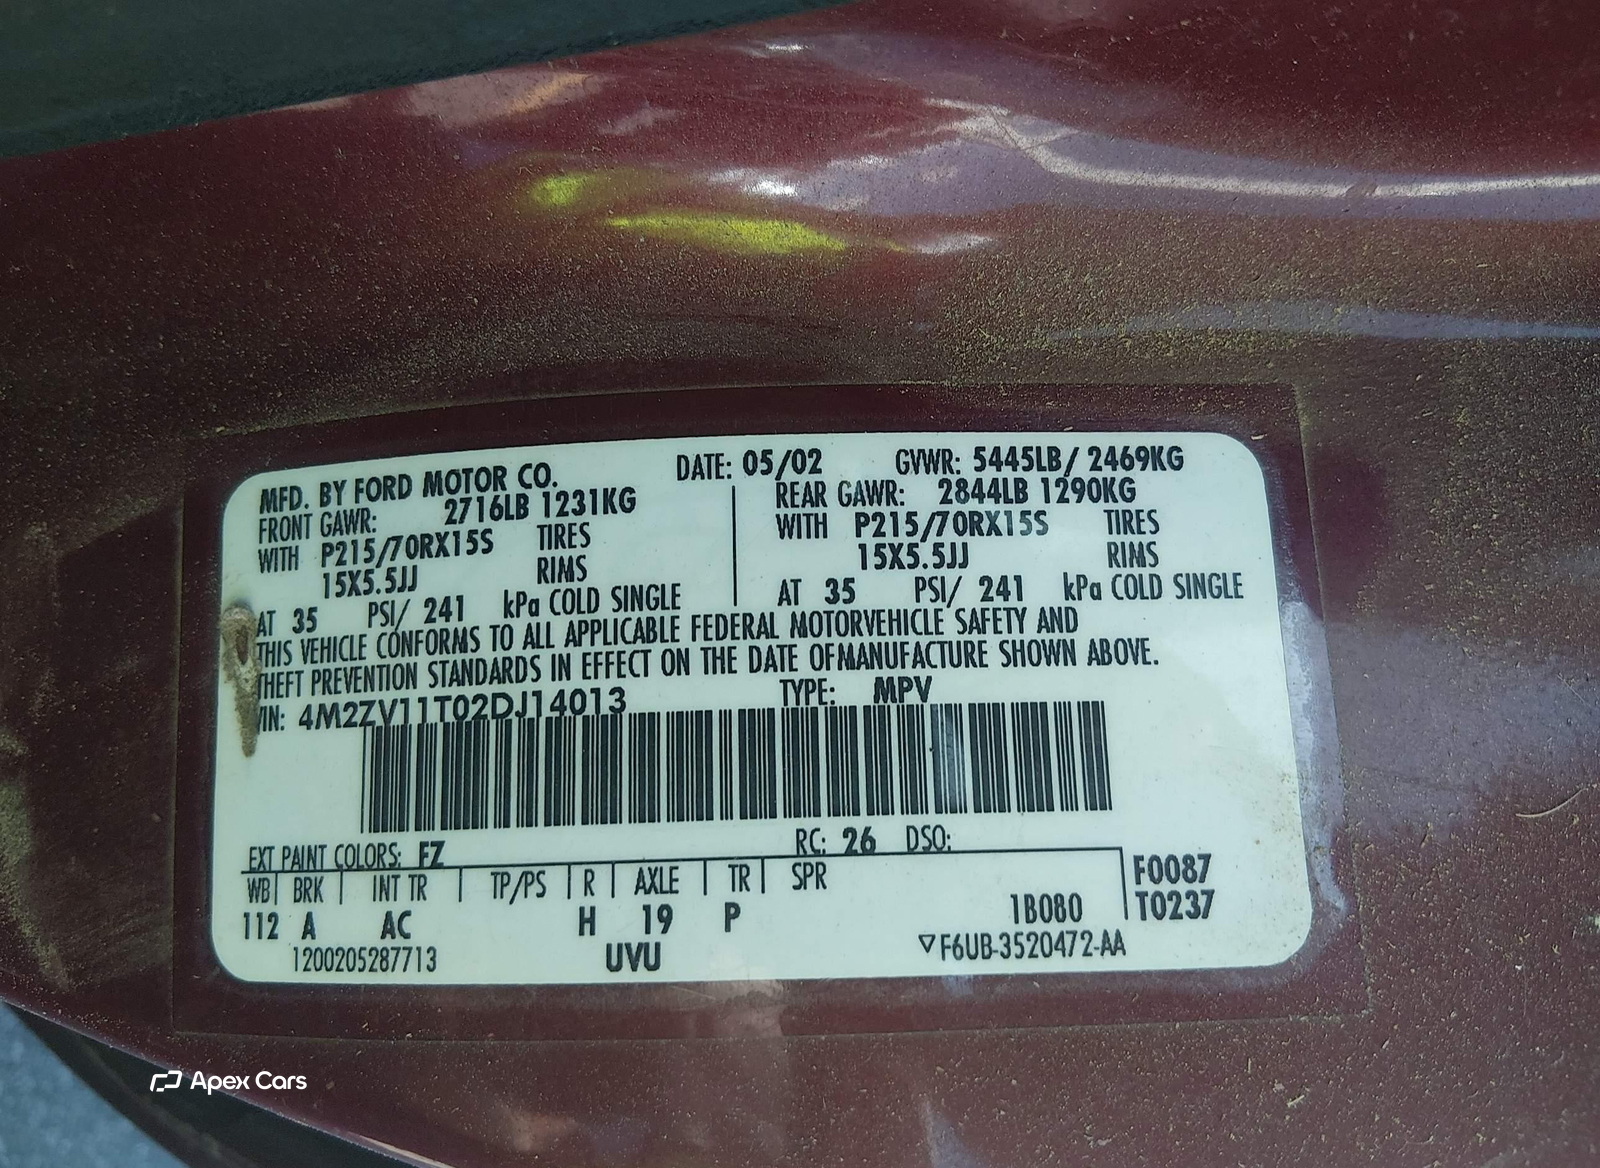 MFD. BY FORD MOTOR CO. DATE: 05/02 GVWR: 5445LB/ 2469KG
FRONT GAWR: 2716LB 1231KG REAR GAWR: 2844LB 1290KG
WITH P215/70RX15S TIRES WITH P215/70RX15S TIRES
15X5.5JJ RIMS 15X5.5JJ RIMS
AT 35 PSI/ 241 kPa COLD SINGLE AT 35 PSI/ 241 kPa COLD SINGLE
THIS VEHICLE CONFORMS TO ALL APPLICABLE FEDERAL MOTORVEHICLE SAFETY AND
THEFT PREVENTION STANDARDS IN EFFECT ON THE DATE OFMANUFACTURE SHOWN ABOVE.
VIN: 4M2ZV11T02DJ14013 TYPE: MPV
EXT PAINT COLORS: FZ RC: 26 DSO:
WB BRK INT TR TP/PS R AXLE TR SPR F0087
112 A AC H 19 P 1B080 T0237
1200205287713 UVU ▽F6UB-3520472-AA
Apex Cars